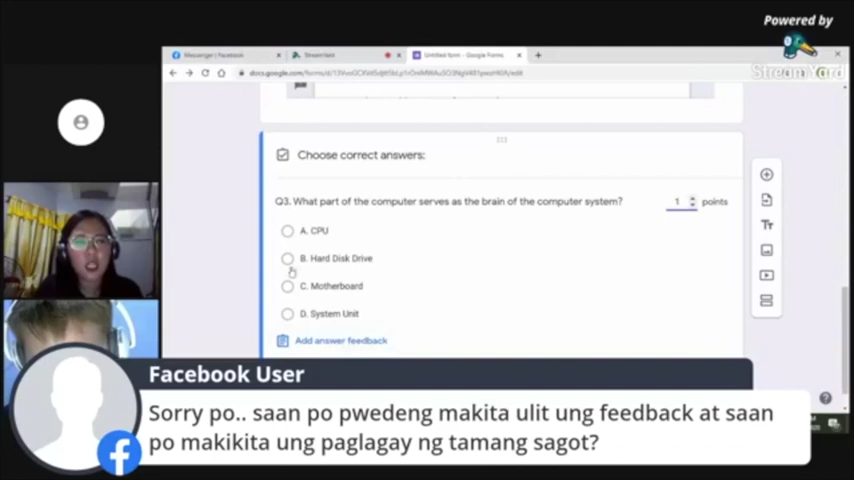 Powered by
StreamYard
Messenger | Facebook
StreamYard
Untitled form - Google Forms
Choose correct answers:
Q3. What part of the computer serves as the brain of the computer system?
1 points
A. CPU
B. Hard Disk Drive
C. Motherboard
D. System Unit
Add answer feedback
Facebook User
Sorry po.. saan po pwedeng makita ulit ung feedback at saan
po makikita ung paglagay ng tamang sagot?